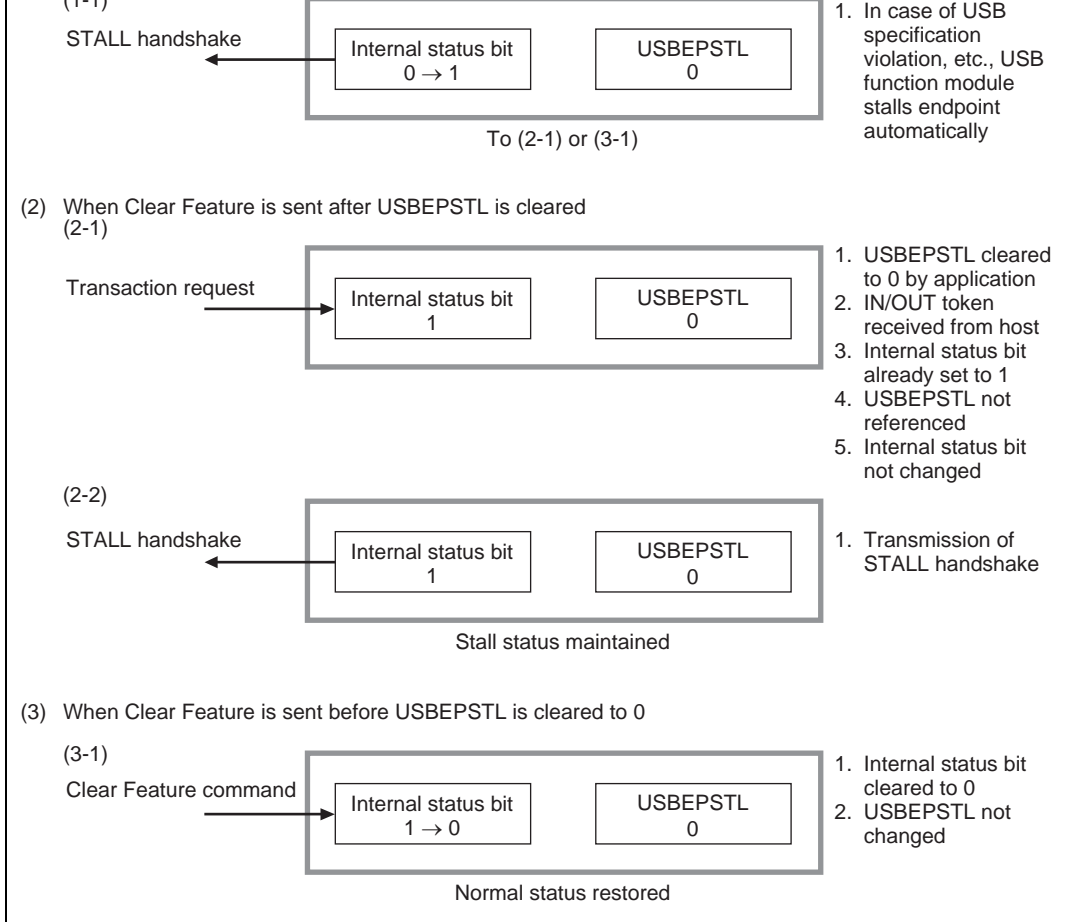 (1-1)
STALL handshake
Internal status bit
0 → 1
USBEPSTL
0
To (2-1) or (3-1)
1. In case of USB
specification
violation, etc., USB
function module
stalls endpoint
automatically
(2) When Clear Feature is sent after USBEPSTL is cleared
(2-1)
Transaction request
Internal status bit
1
USBEPSTL
0
1. USBEPSTL cleared
to 0 by application
2. IN/OUT token
received from host
3. Internal status bit
already set to 1
4. USBEPSTL not
referenced
5. Internal status bit
not changed
(2-2)
STALL handshake
Internal status bit
1
USBEPSTL
0
Stall status maintained
1. Transmission of
STALL handshake
(3) When Clear Feature is sent before USBEPSTL is cleared to 0
(3-1)
Clear Feature command
Internal status bit
1 → 0
USBEPSTL
0
Normal status restored
1. Internal status bit
cleared to 0
2. USBEPSTL not
changed